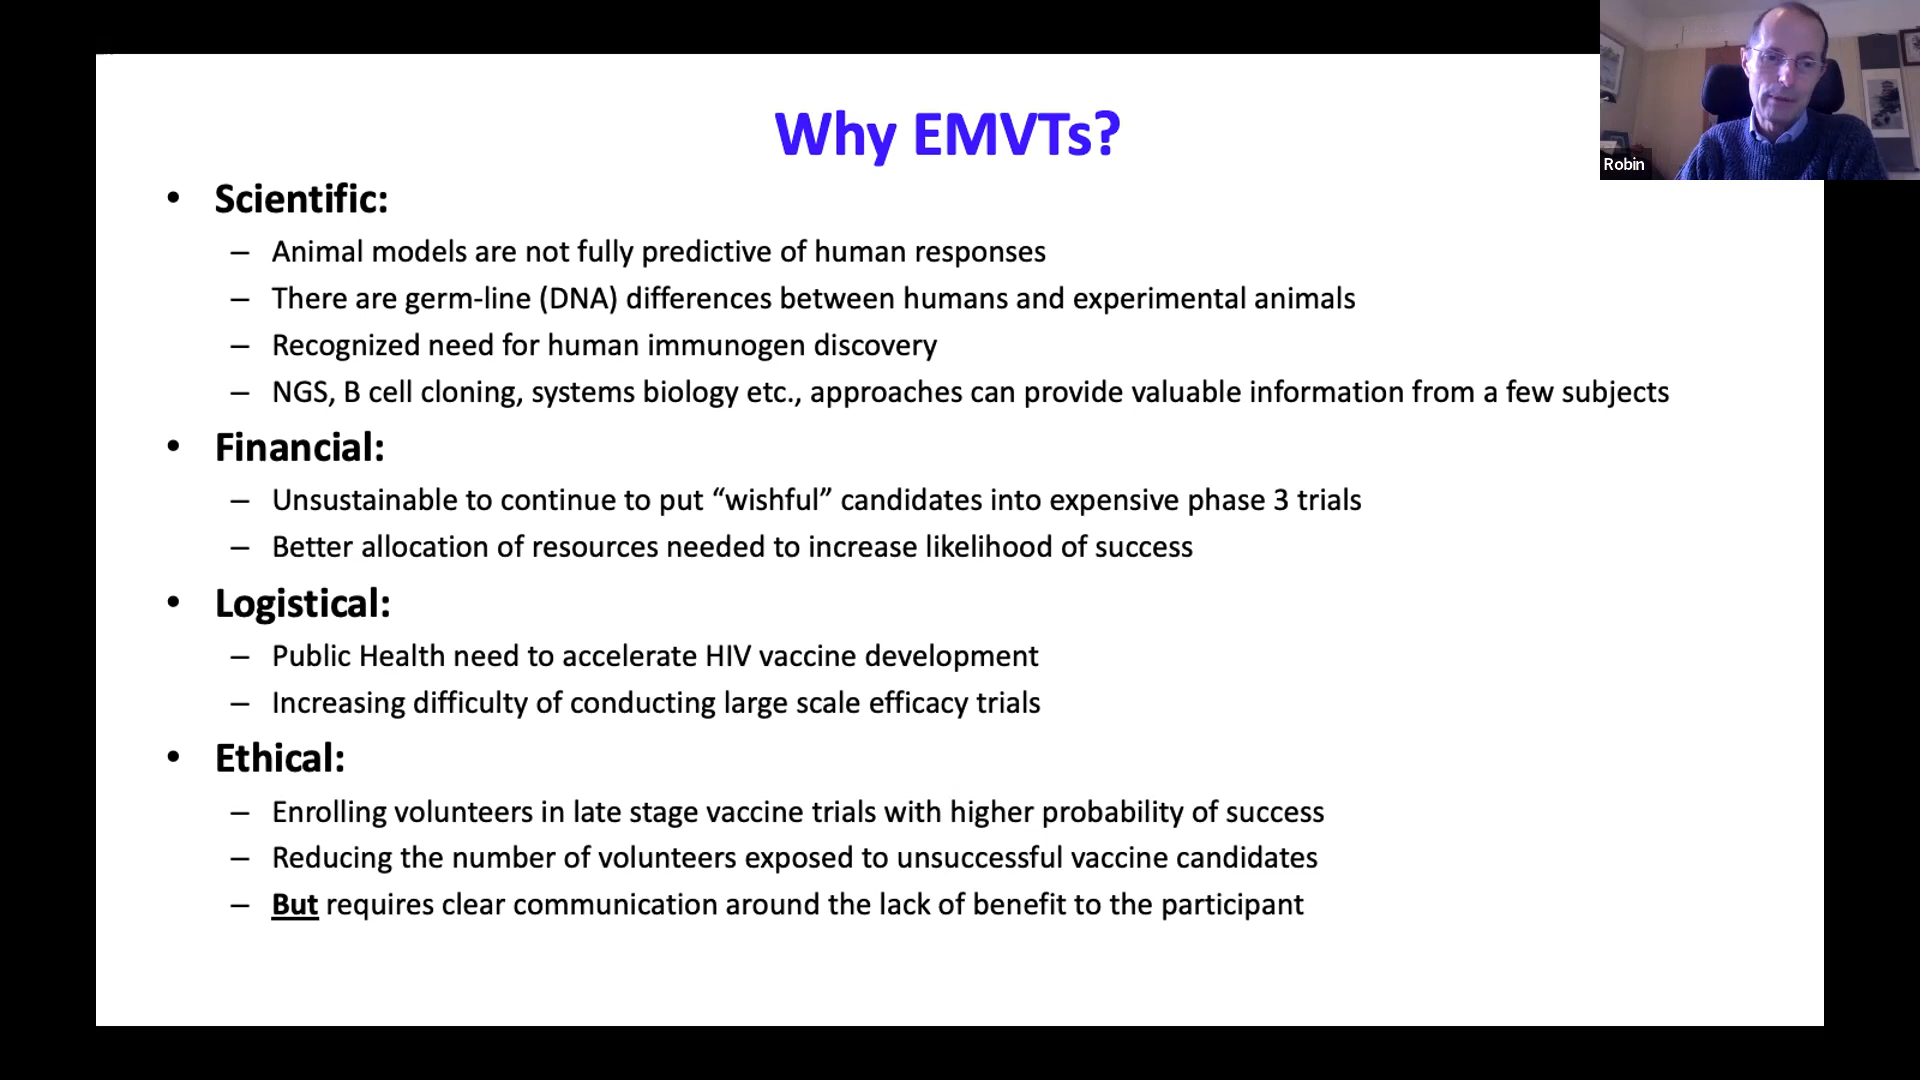 Why EMVTs?
Robin
• Scientific:
– Animal models are not fully predictive of human responses
– There are germ-line (DNA) differences between humans and experimental animals
– Recognized need for human immunogen discovery
– NGS, B cell cloning, systems biology etc., approaches can provide valuable information from a few subjects
• Financial:
– Unsustainable to continue to put “wishful” candidates into expensive phase 3 trials
– Better allocation of resources needed to increase likelihood of success
• Logistical:
– Public Health need to accelerate HIV vaccine development
– Increasing difficulty of conducting large scale efficacy trials
• Ethical:
– Enrolling volunteers in late stage vaccine trials with higher probability of success
– Reducing the number of volunteers exposed to unsuccessful vaccine candidates
– But requires clear communication around the lack of benefit to the participant